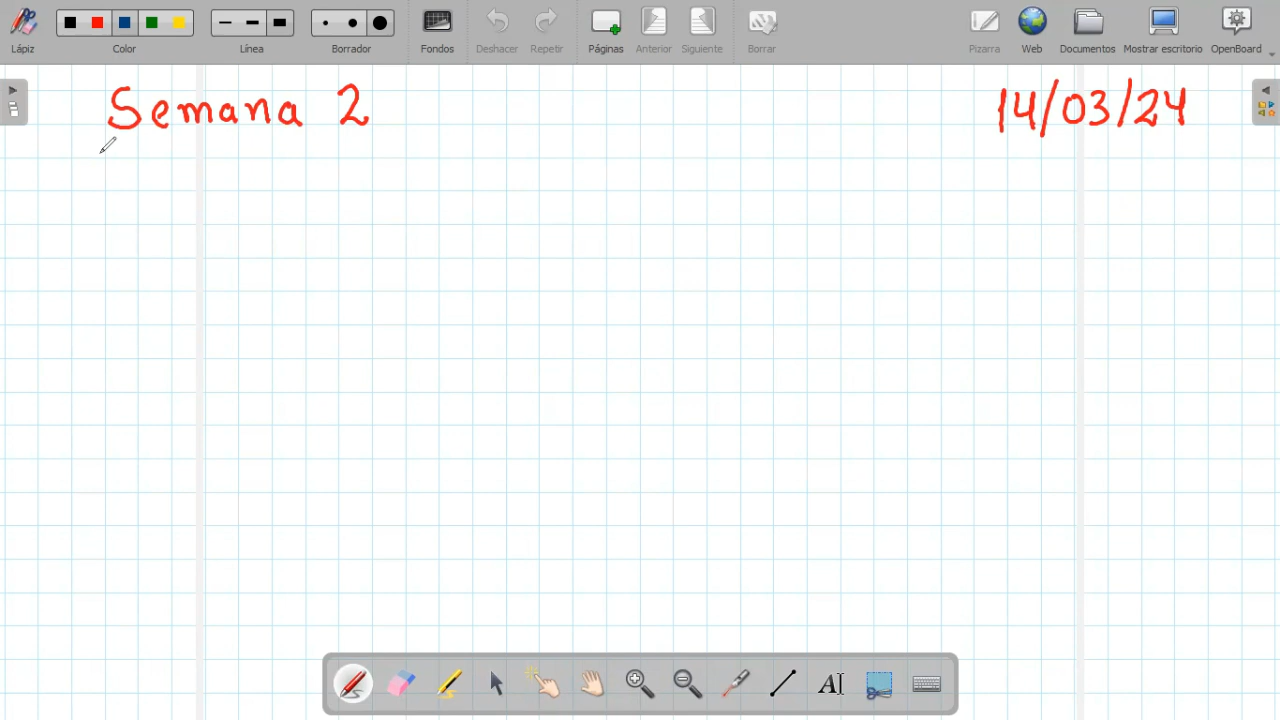 Lápiz Color Línea Borrador Fondos Deshacer Repetir Páginas Anterior Siguiente Borrar Pizarra Web Documentos Mostrar escritorio OpenBoard
Semana 2 14/03/24